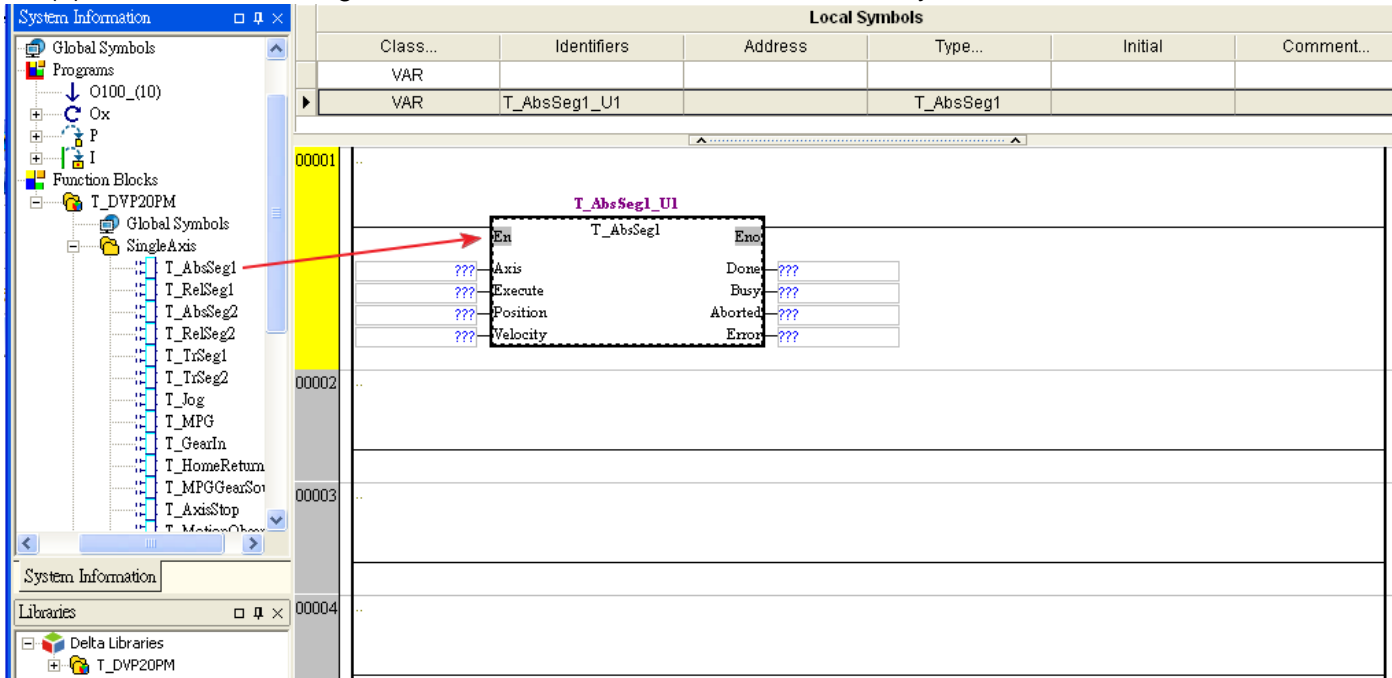 System Information
Global Symbols
Programs
O100_(10)
Ox
P
I
Function Blocks
T_DVP20PM
Global Symbols
SingleAxis
T_AbsSeg1
T_RelSeg1
T_AbsSeg2
T_RelSeg2
T_TrSeg1
T_TrSeg2
T_Jog
T_MPG
T_GearIn
T_HomeReturn
T_MPGGearSou
T_AxisStop
System Information
Libraries
Delta Libraries
T_DVP20PM
Local Symbols
Class... Identifiers Address Type... Initial Comment...
VAR
VAR T_AbsSeg1_U1 T_AbsSeg1
00001
T_AbsSeg1_U1
T_AbsSeg1
En Eno
??? Axis Done ???
??? Execute Busy ???
??? Position Aborted ???
??? Velocity Error ???
00002
00003
00004